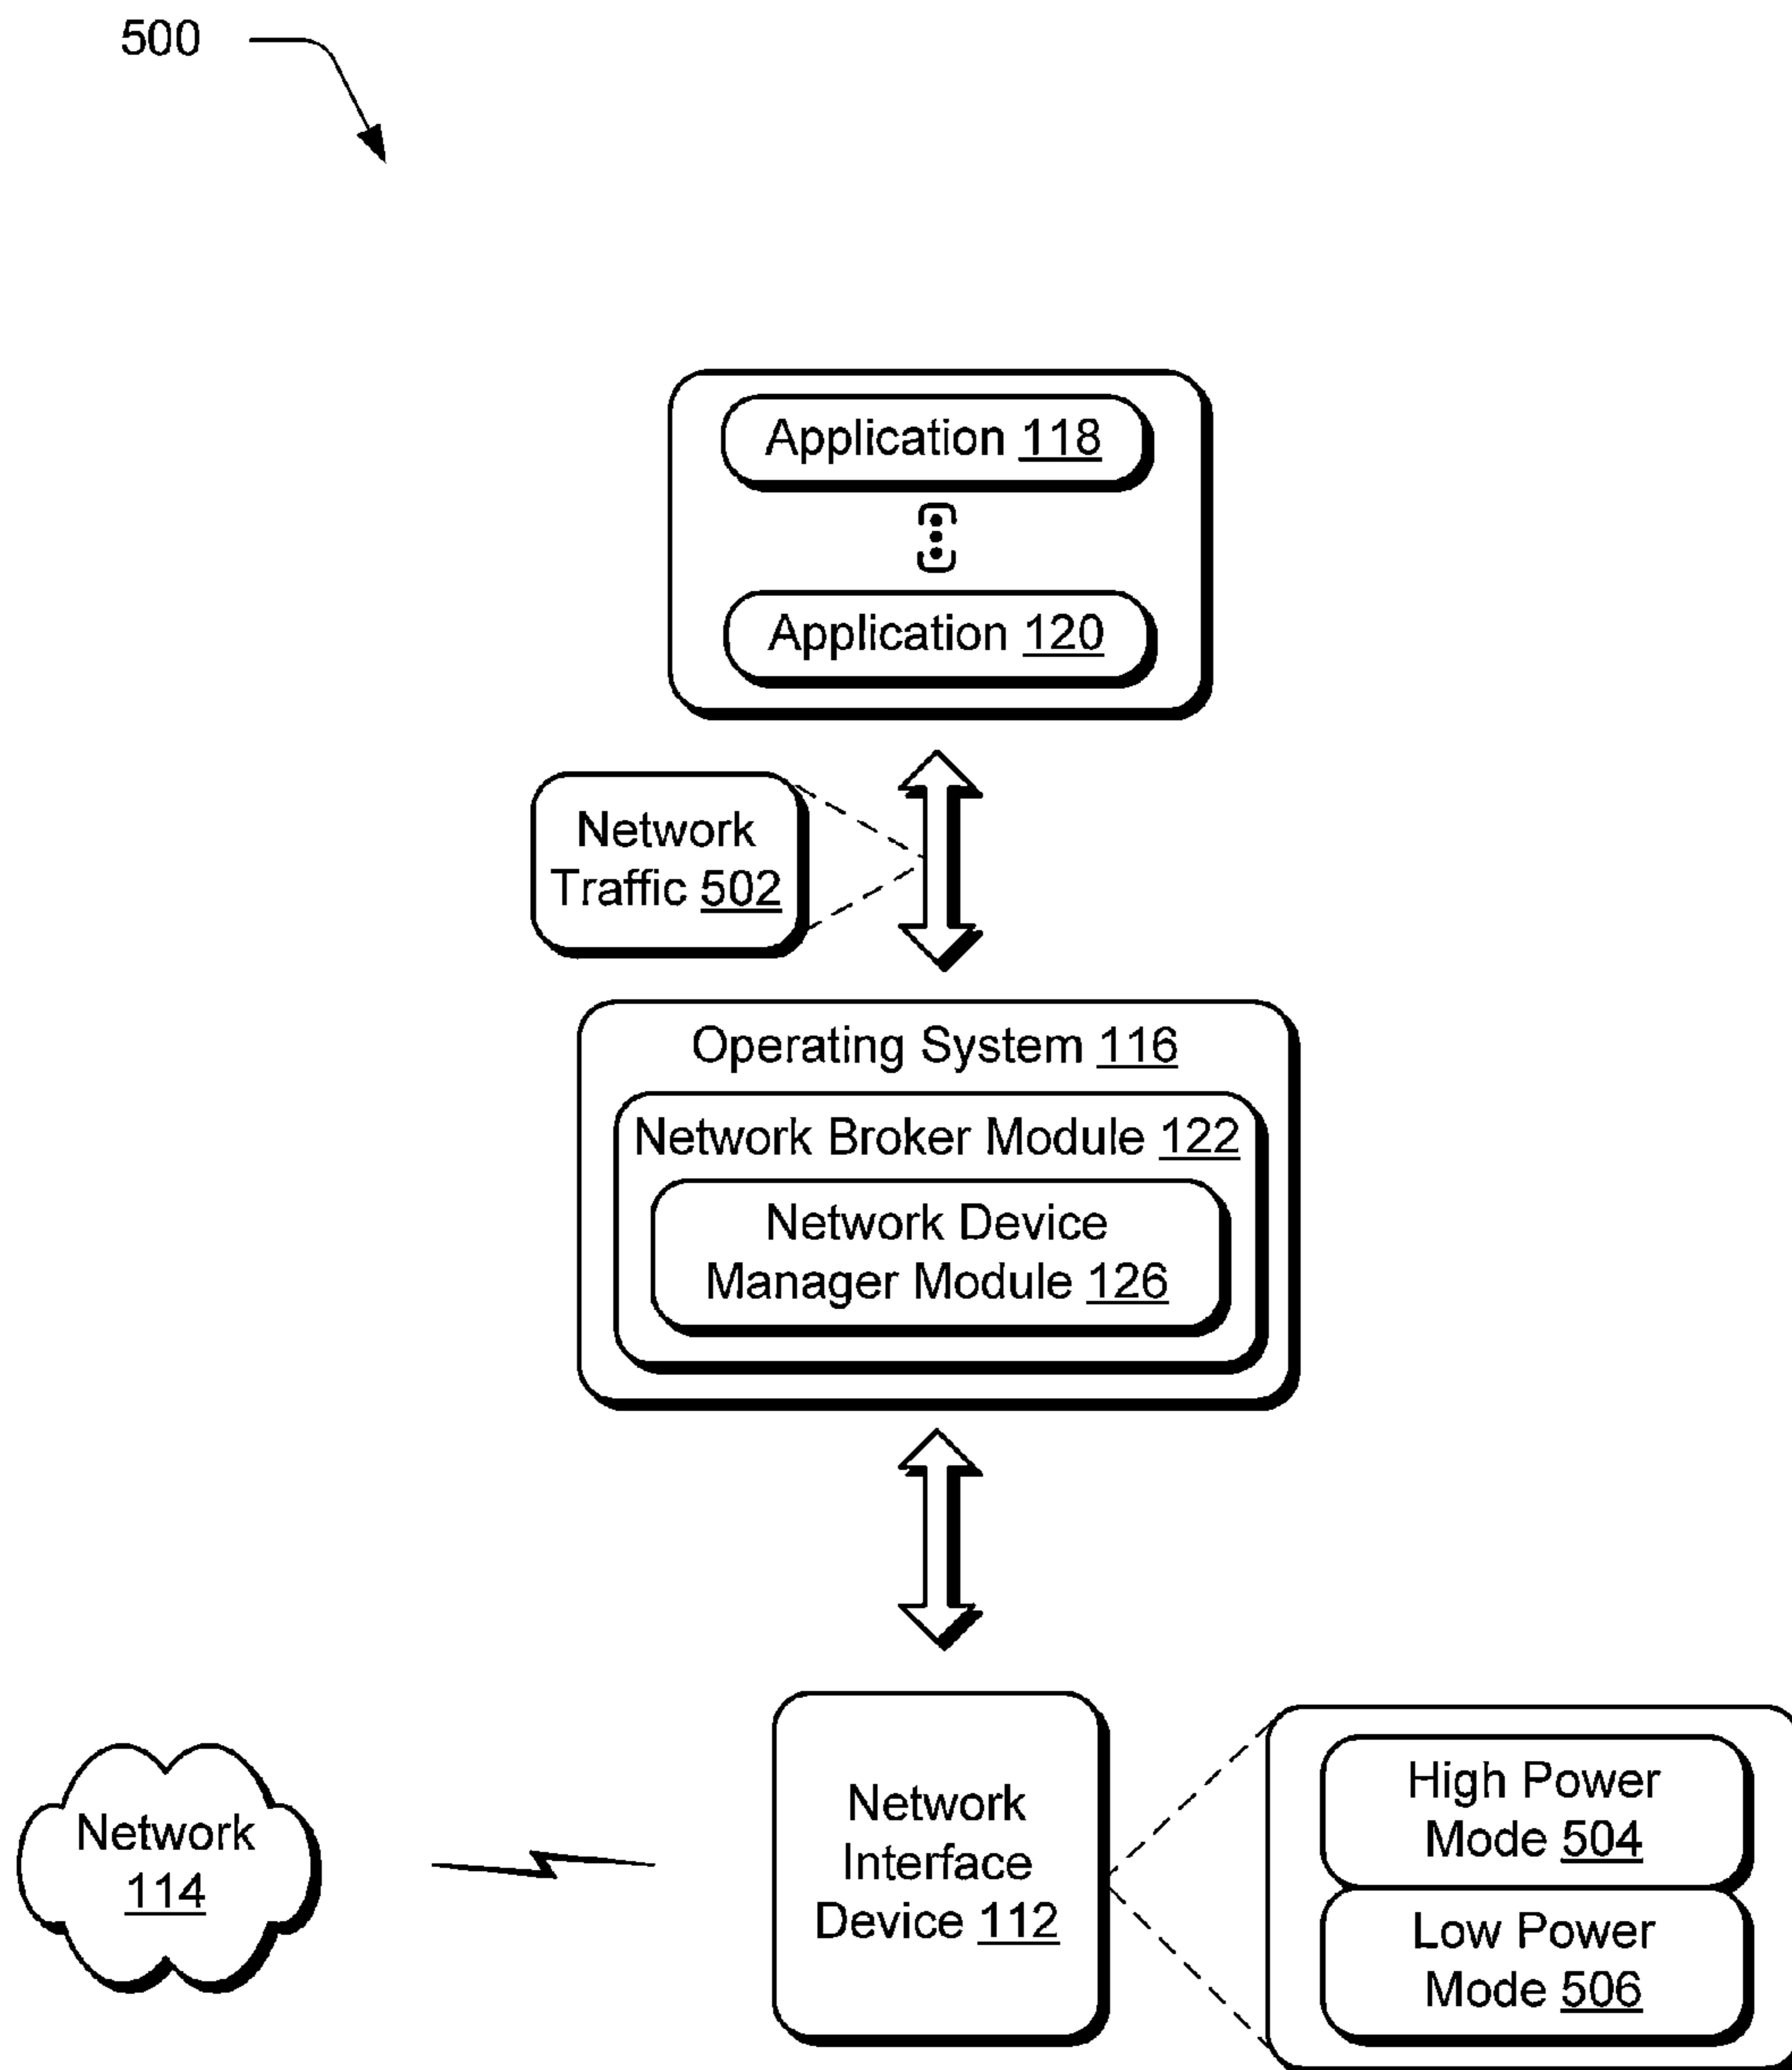 500
Application 118
Application 120
Network
Traffic 502
Operating System 116
Network Broker Module 122
Network Device
Manager Module 126
Network
114
Network
Interface
Device 112
High Power
Mode 504
Low Power
Mode 506